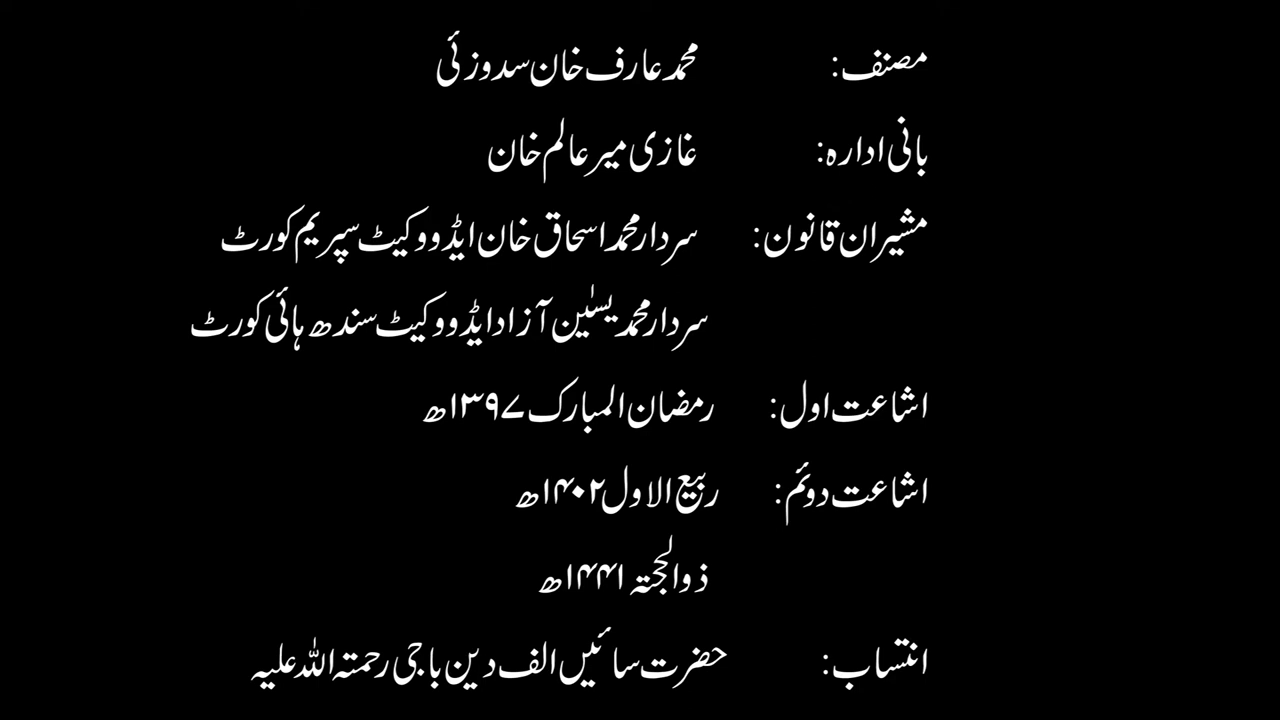 مصنف: محمد عارف خان سدوزئی
بانی ادارہ: غازی میر عالم خان
مشیران قانون: سردار محمد اسحاق خان ایڈووکیٹ سپریم کورٹ
سردار محمد یسٰین آزاد ایڈووکیٹ سندھ ہائی کورٹ
اشاعت اول: رمضان المبارک ۱۳۹۷ھ
اشاعت دوئم: ربیع الاول ۱۴۰۲ھ
ذوالحجتہ ۱۴۴۱ھ
انتساب: حضرت سائیں الف دین باجی رحمتہ اللہ علیہ